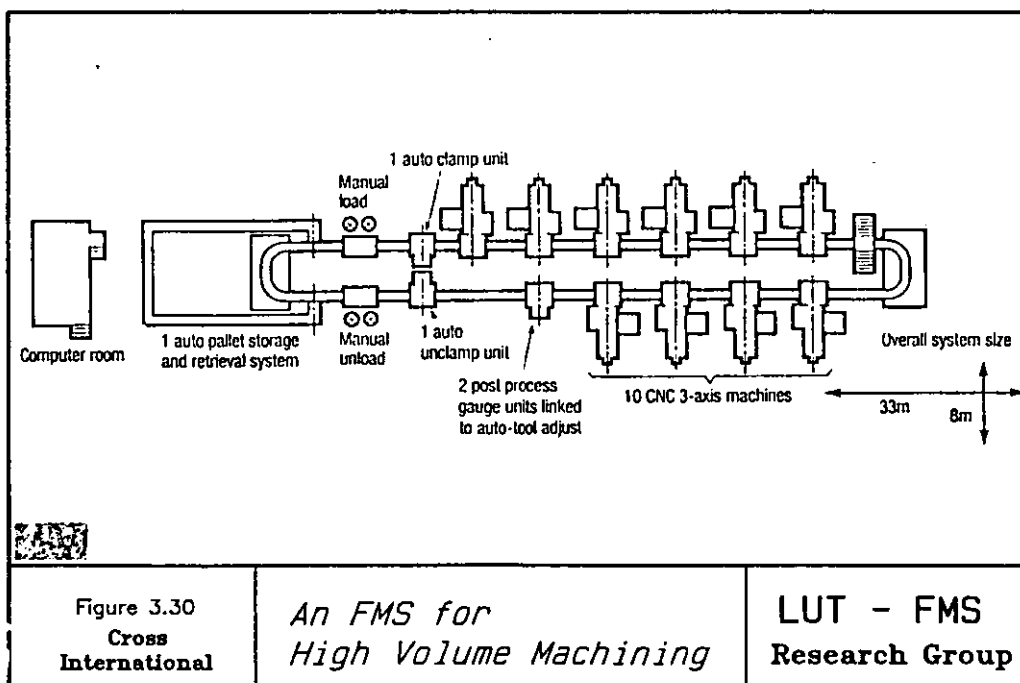 1 auto clamp unit
Manual
load
Computer room
1 auto pallet storage
and retrieval system
Manual
unload
1 auto
unclamp unit
2 post process
gauge units linked
to auto-tool adjust
10 CNC 3-axis machines
Overall system size
33m
8m
Figure 3.30
Cross
International
An FMS for
High Volume Machining
LUT - FMS
Research Group